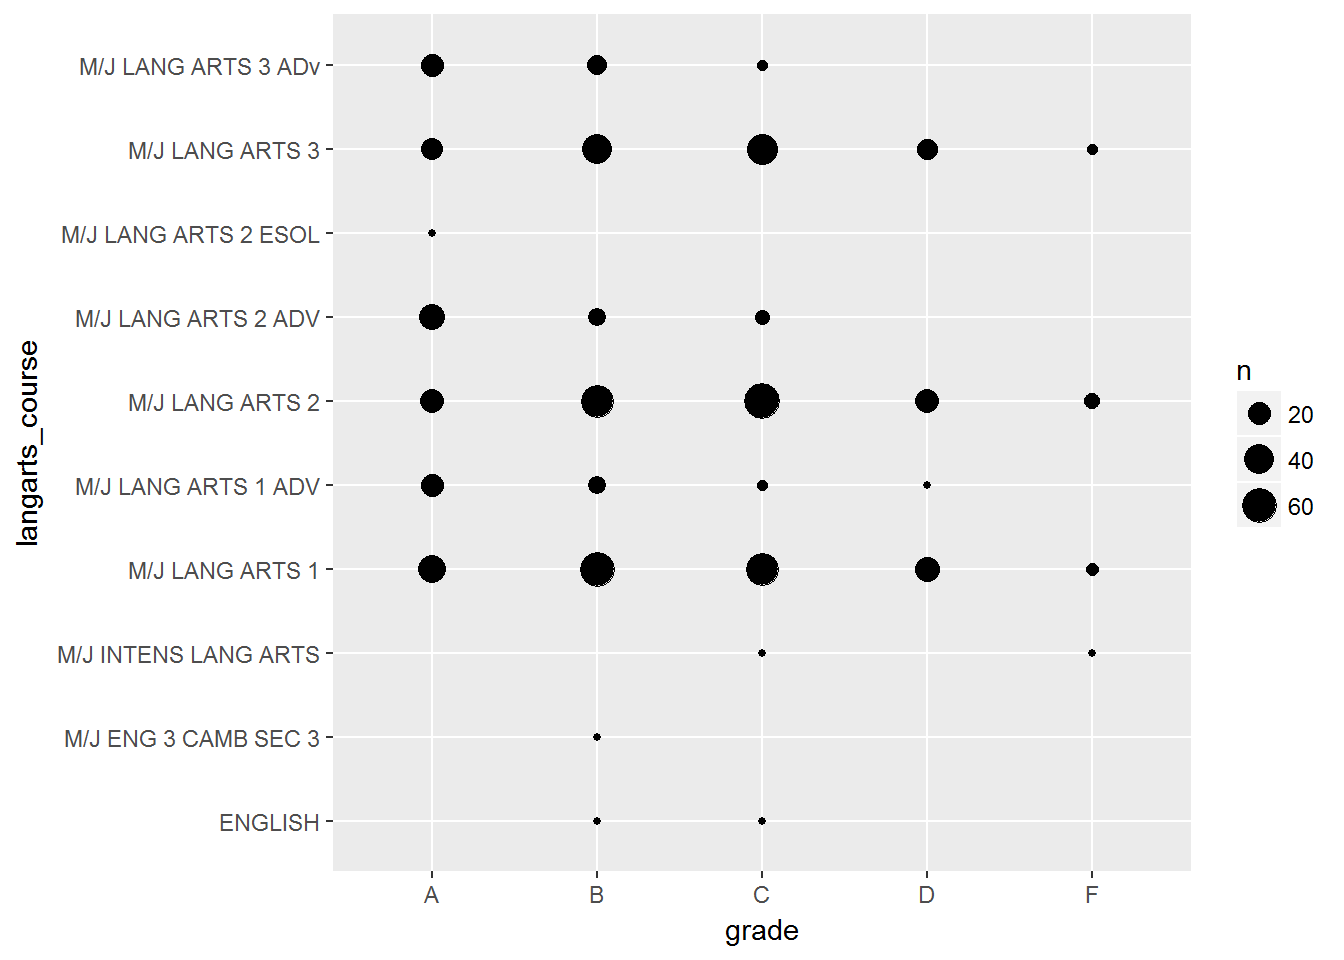 M/J LANG ARTS 3 ADv
M/J LANG ARTS 3
M/J LANG ARTS 2 ESOL
M/J LANG ARTS 2 ADV
M/J LANG ARTS 2
M/J LANG ARTS 1 ADV
M/J LANG ARTS 1
M/J INTENS LANG ARTS
M/J ENG 3 CAMB SEC 3
ENGLISH
langarts_course
A B C D F
grade
n
20
40
60